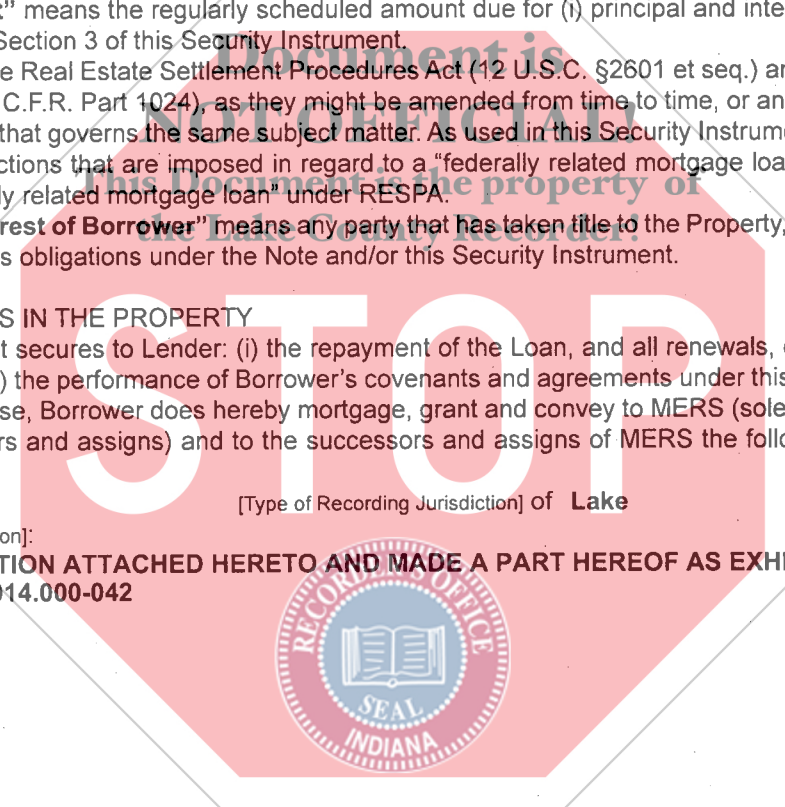 t” means the regularly scheduled amount due for (i) principal and inte
Section 3 of this Security Instrument.
e Real Estate Settlement Procedures Act (12 U.S.C. §2601 et seq.) an
C.F.R. Part 1024), as they might be amended from time to time, or an
that governs the same subject matter. As used in this Security Instrume
ctions that are imposed in regard to a “federally related mortgage loa
ly related mortgage loan” under RESPA.
rest of Borrower” means any party that has taken title to the Property,
s obligations under the Note and/or this Security Instrument.
Document is
NOT OFFICIAL!
This Document is the property of
the Lake County Recorder!
S IN THE PROPERTY
t secures to Lender: (i) the repayment of the Loan, and all renewals,
) the performance of Borrower’s covenants and agreements under this
se, Borrower does hereby mortgage, grant and convey to MERS (sole
rs and assigns) and to the successors and assigns of MERS the follo
STOP
[Type of Recording Jurisdiction] of Lake
on]:
TION ATTACHED HERETO AND MADE A PART HEREOF AS EXHI
014.000-042
RECORDER'S OFFICE
SEAL
INDIANA